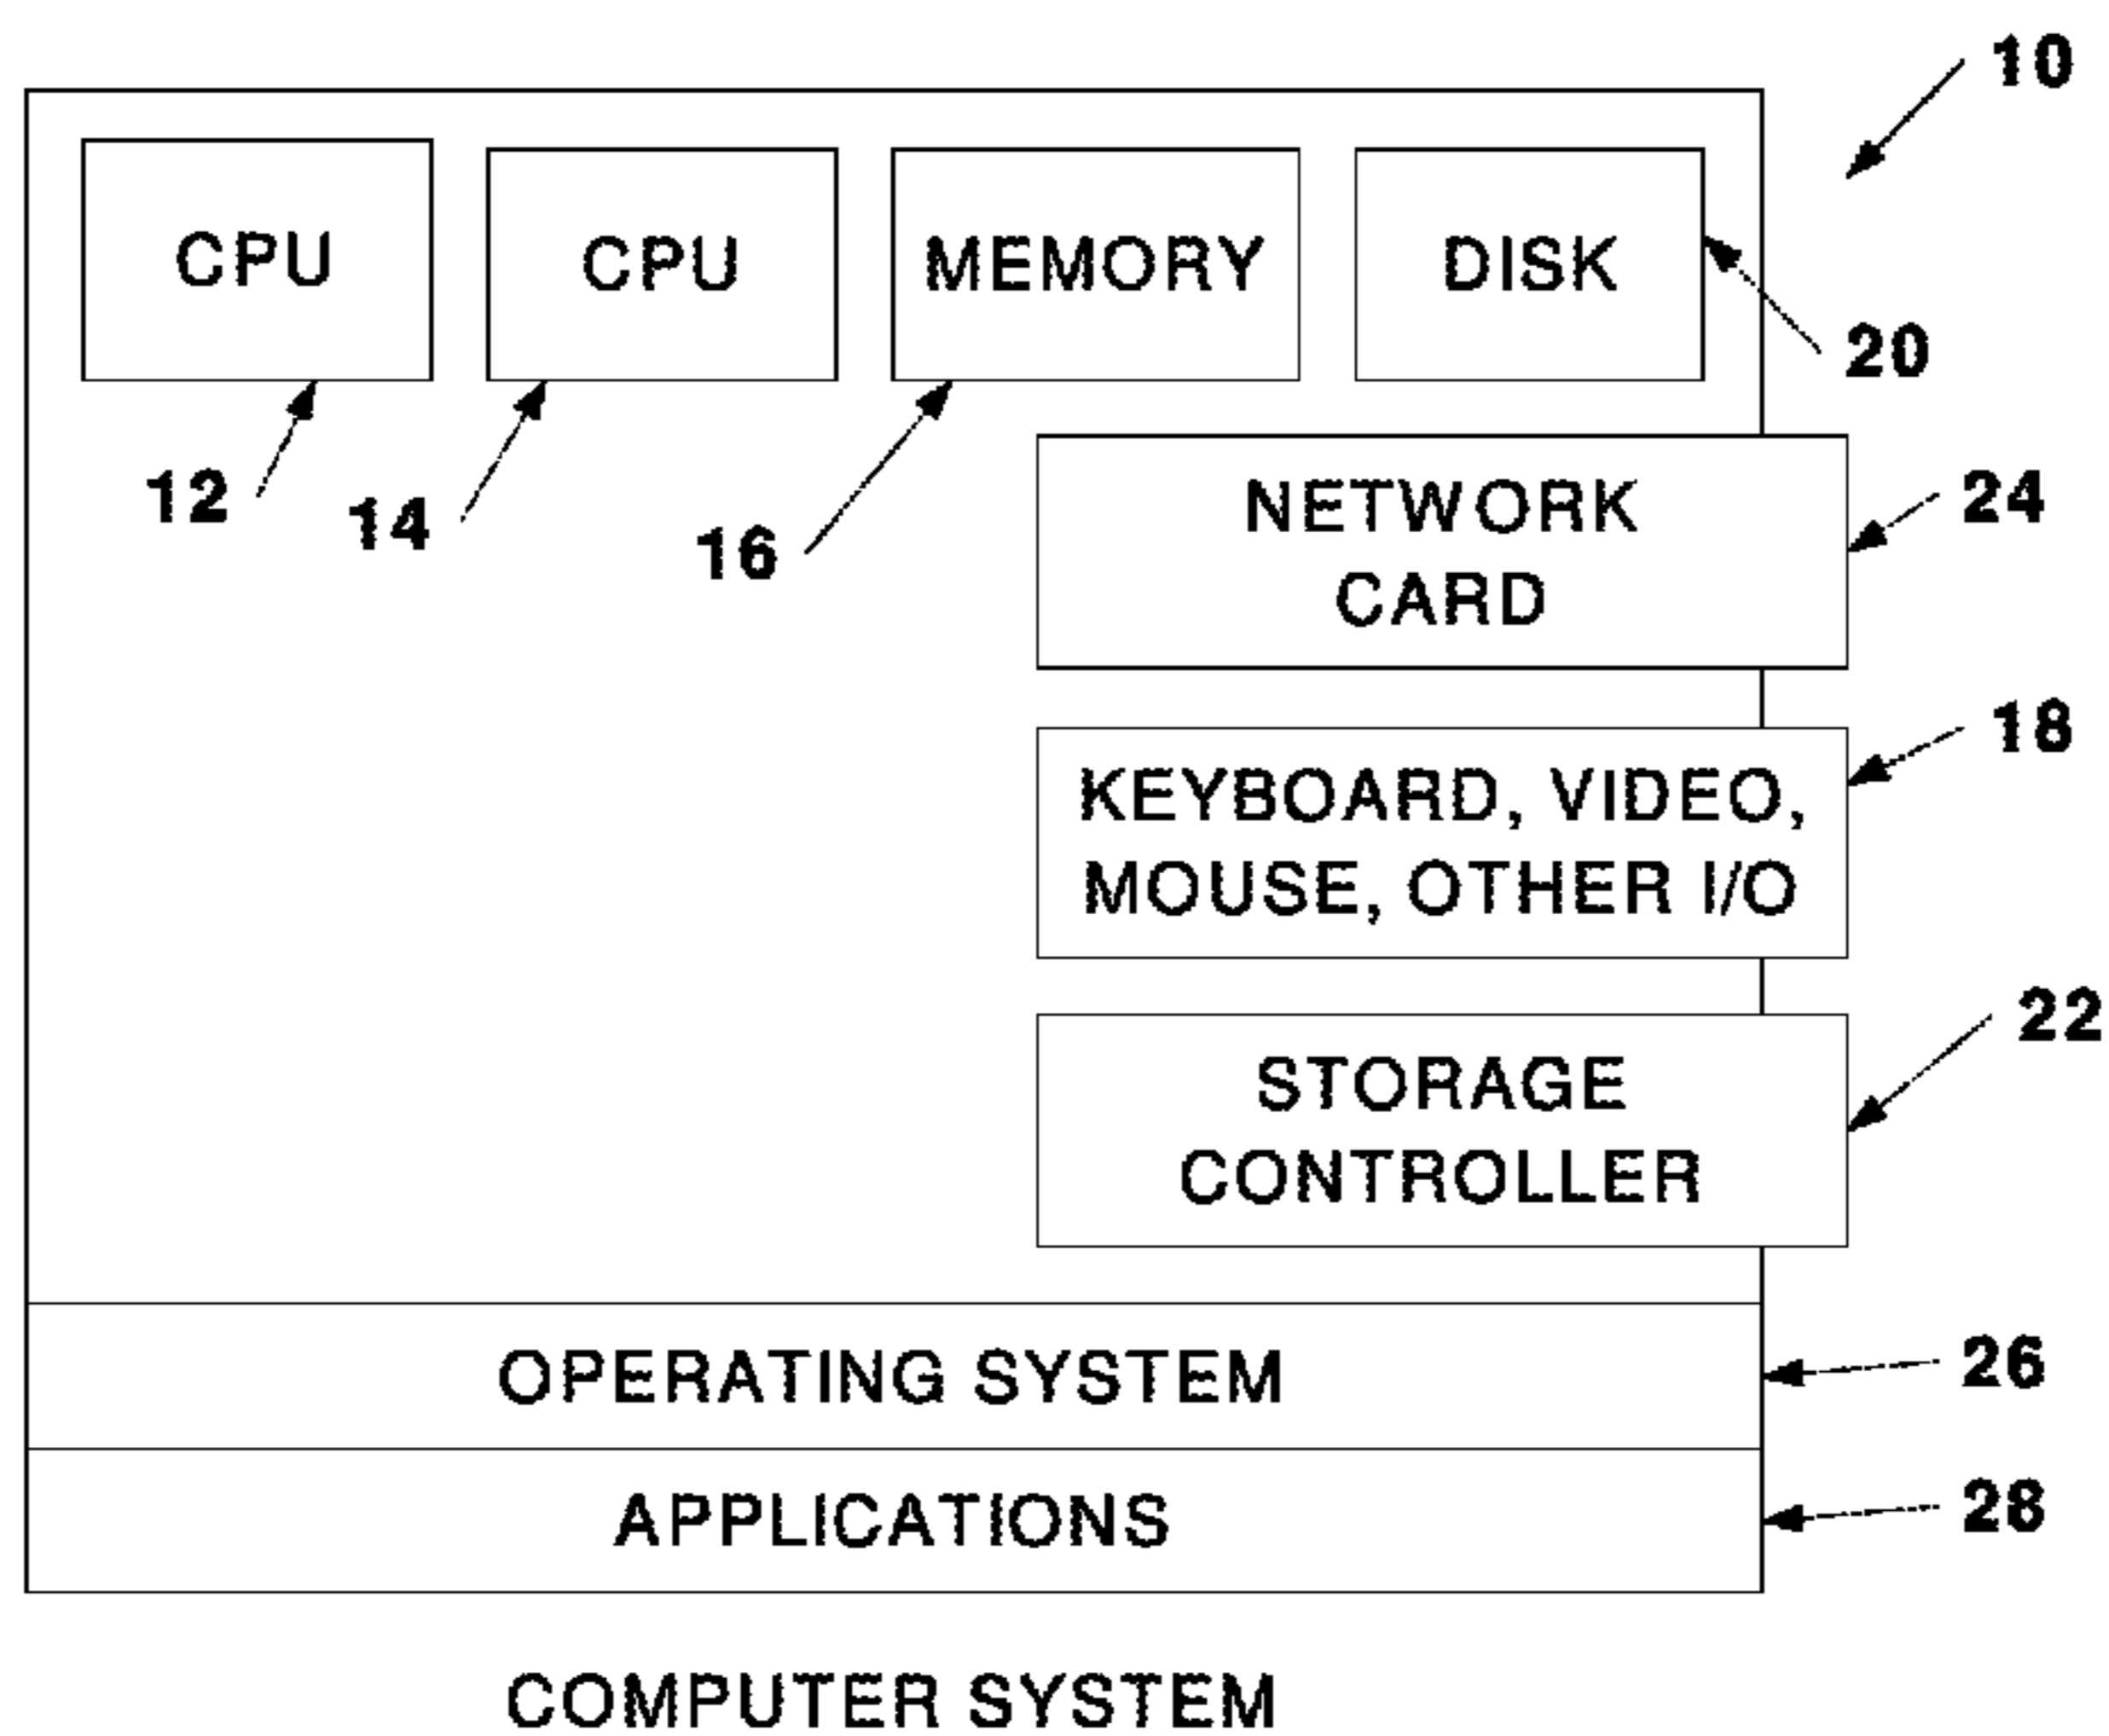 10
CPU
CPU
MEMORY
DISK
20
12
14
16
NETWORK
CARD
24
KEYBOARD, VIDEO,
MOUSE, OTHER I/O
18
STORAGE
CONTROLLER
22
OPERATING SYSTEM
26
APPLICATIONS
28
COMPUTER SYSTEM